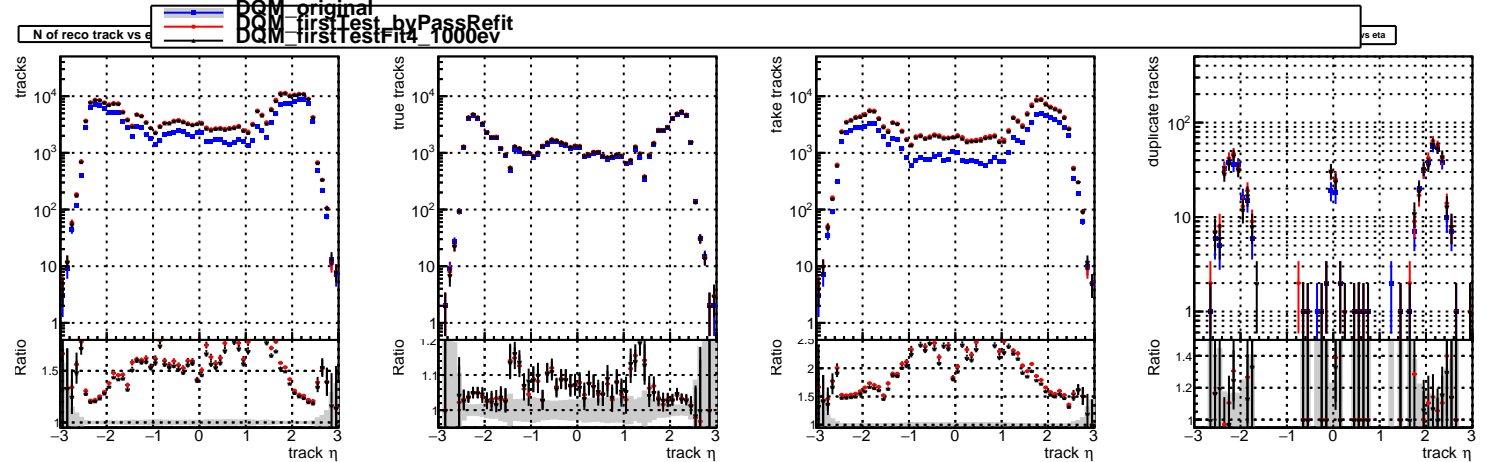 DQM_original
DQM_firstTest_byPassRefit
DQM_firstTestFit4_1000ev
N of reco track vs e
vs eta
tracks
10⁴
10³
10²
10
1
Ratio
1.5
1
−3 −2 −1 0 1 2 3
track η
true tracks
10⁴
10³
10²
10
1
Ratio
1.2
1.1
1
−3 −2 −1 0 1 2 3
track η
fake tracks
10⁴
10³
10²
10
1
Ratio
2.5
2
1.5
1
−3 −2 −1 0 1 2 3
track η
duplicate tracks
10²
10
1
Ratio
1.4
1.2
1
−3 −2 −1 0 1 2 3
track η